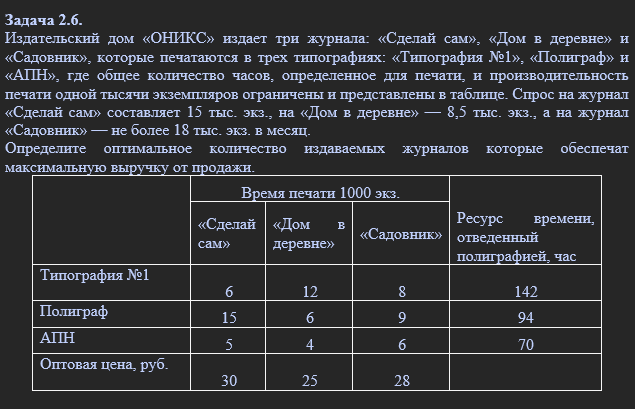 Задача 2.6.
Издательский дом «ОНИКС» издает три журнала: «Сделай сам», «Дом в деревне» и
«Садовник», которые печатаются в трех типографиях: «Типография №1», «Полиграф» и
«АПН», где общее количество часов, определенное для печати, и производительность
печати одной тысячи экземпляров ограничены и представлены в таблице. Спрос на журнал
«Сделай сам» составляет 15 тыс. экз., на «Дом в деревне» — 8,5 тыс. экз., а на журнал
«Садовник» — не более 18 тыс. экз. в месяц.
Определите оптимальное количество издаваемых журналов которые обеспечат
максимальную выручку от продажи.
Время печати 1000 экз.
«Сделай сам» «Дом в деревне» «Садовник» Ресурс времени, отведенный полиграфией, час
Типография №1 6 12 8 142
Полиграф 15 6 9 94
АПН 5 4 6 70
Оптовая цена, руб. 30 25 28